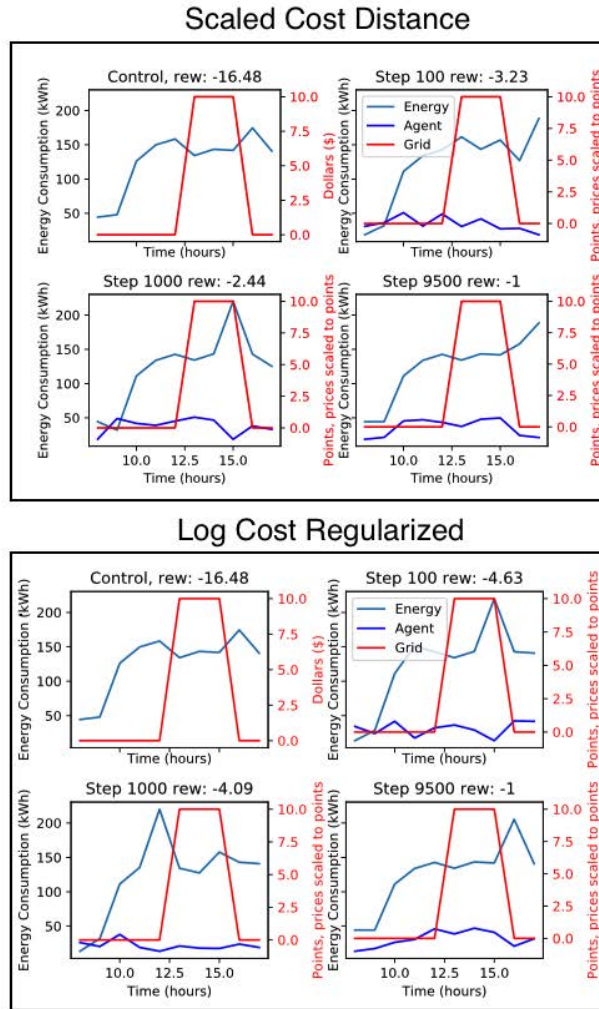 Scaled Cost Distance
Control, rew: -16.48
Energy Consumption (kWh)
200
150
100
50
10.0
7.5
5.0
2.5
0.0
Dollars ($)
Time (hours)
Step 100 rew: -3.23
Energy Consumption (kWh)
Energy
Agent
Grid
10.0
7.5
5.0
2.5
0.0
Points, prices scaled to points
Time (hours)
Step 1000 rew: -2.44
Energy Consumption (kWh)
200
150
100
50
10.0
7.5
5.0
2.5
0.0
Points, prices scaled to points
10.0 12.5 15.0
Time (hours)
Step 9500 rew: -1
Energy Consumption (kWh)
10.0
7.5
5.0
2.5
0.0
Points, prices scaled to points
10.0 12.5 15.0
Time (hours)
Log Cost Regularized
Control, rew: -16.48
Energy Consumption (kWh)
200
150
100
50
10.0
7.5
5.0
2.5
0.0
Dollars ($)
Time (hours)
Step 100 rew: -4.63
Energy Consumption (kWh)
Energy
Agent
Grid
10.0
7.5
5.0
2.5
0.0
Points, prices scaled to points
Time (hours)
Step 1000 rew: -4.09
Energy Consumption (kWh)
200
150
100
50
10.0
7.5
5.0
2.5
0.0
Points, prices scaled to points
10.0 12.5 15.0
Time (hours)
Step 9500 rew: -1
Energy Consumption (kWh)
10.0
7.5
5.0
2.5
0.0
Points, prices scaled to points
10.0 12.5 15.0
Time (hours)